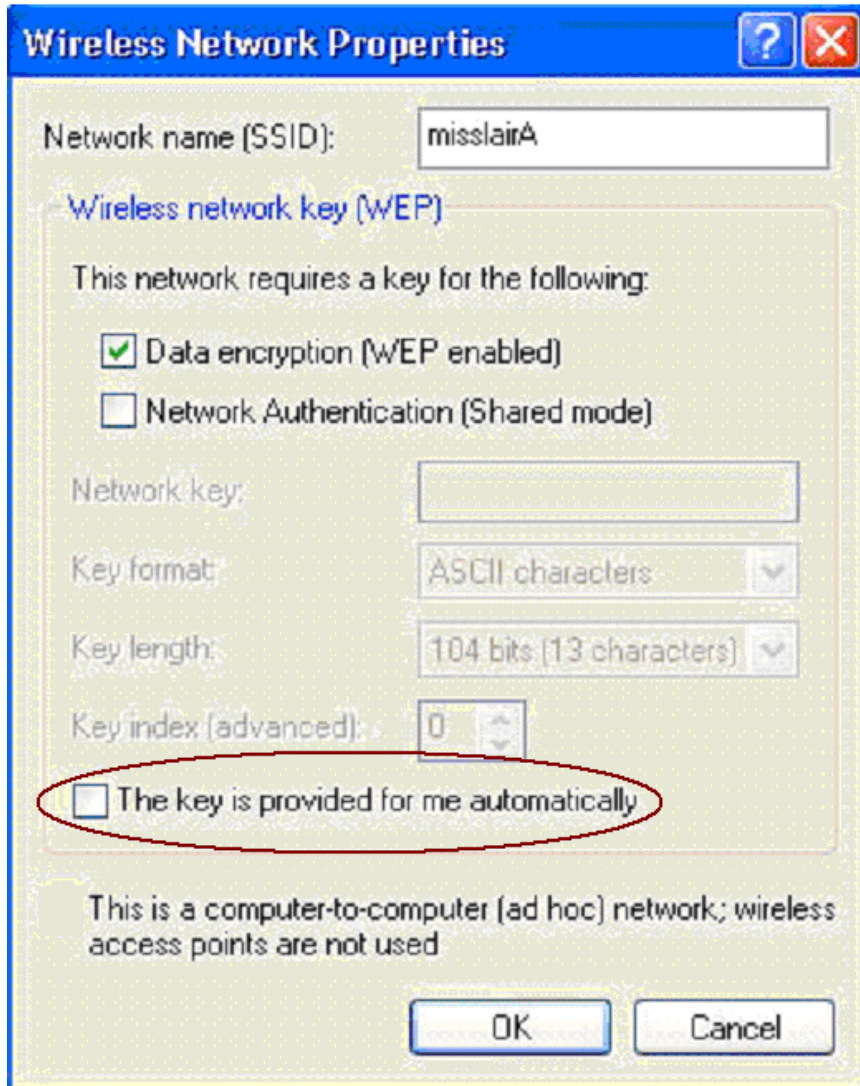 Wireless Network Properties
Network name (SSID): misslairA
Wireless network key (WEP)
This network requires a key for the following:
Data encryption (WEP enabled)
Network Authentication (Shared mode)
Network key:
Key format: ASCII characters
Key length: 104 bits (13 characters)
Key index (advanced): 0
The key is provided for me automatically
This is a computer-to-computer (ad hoc) network; wireless
access points are not used
OK Cancel